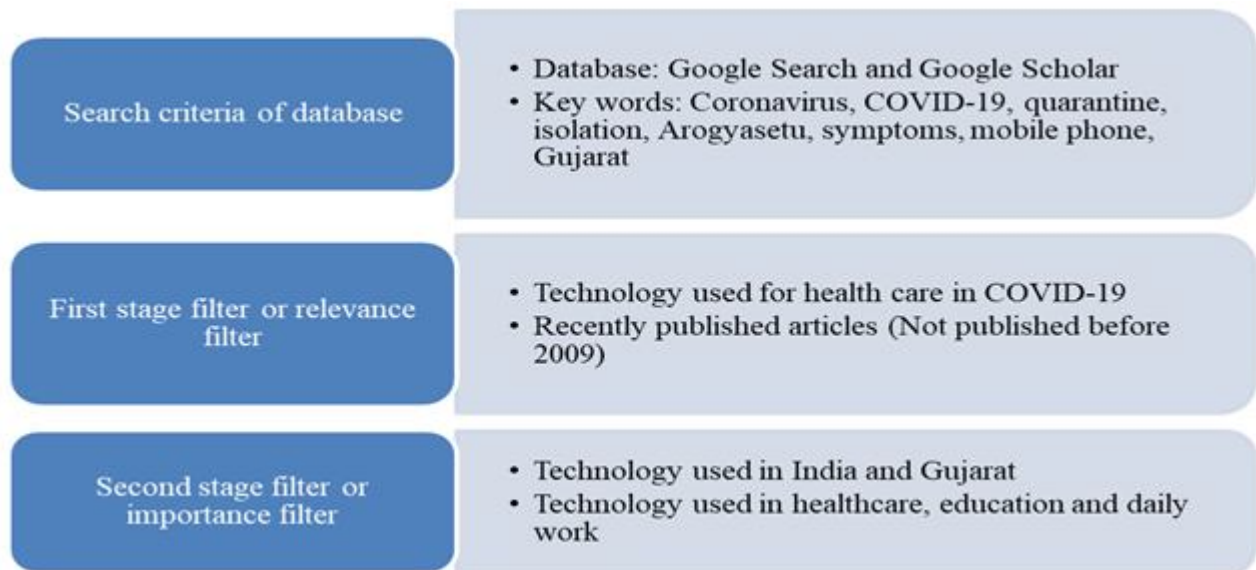 Search criteria of database
• Database: Google Search and Google Scholar
• Key words: Coronavirus, COVID-19, quarantine,
isolation, Arogyasetu, symptoms, mobile phone,
Gujarat
First stage filter or relevance
filter
• Technology used for health care in COVID-19
• Recently published articles (Not published before
2009)
Second stage filter or
importance filter
• Technology used in India and Gujarat
• Technology used in healthcare, education and daily
work